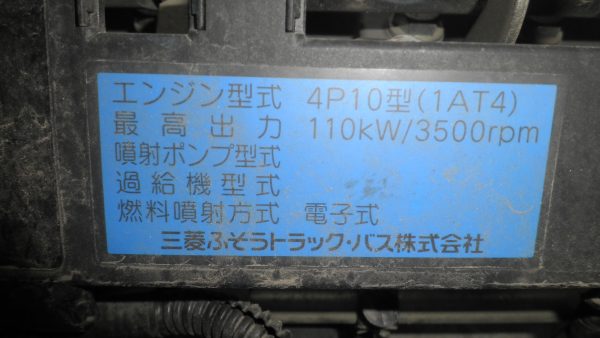 エンジン型式 4P10型(1AT4)
最高出力 110kW/3500rpm
噴射ポンプ型式
過給機型式
燃料噴射方式 電子式
三菱ふそうトラック・バス株式会社